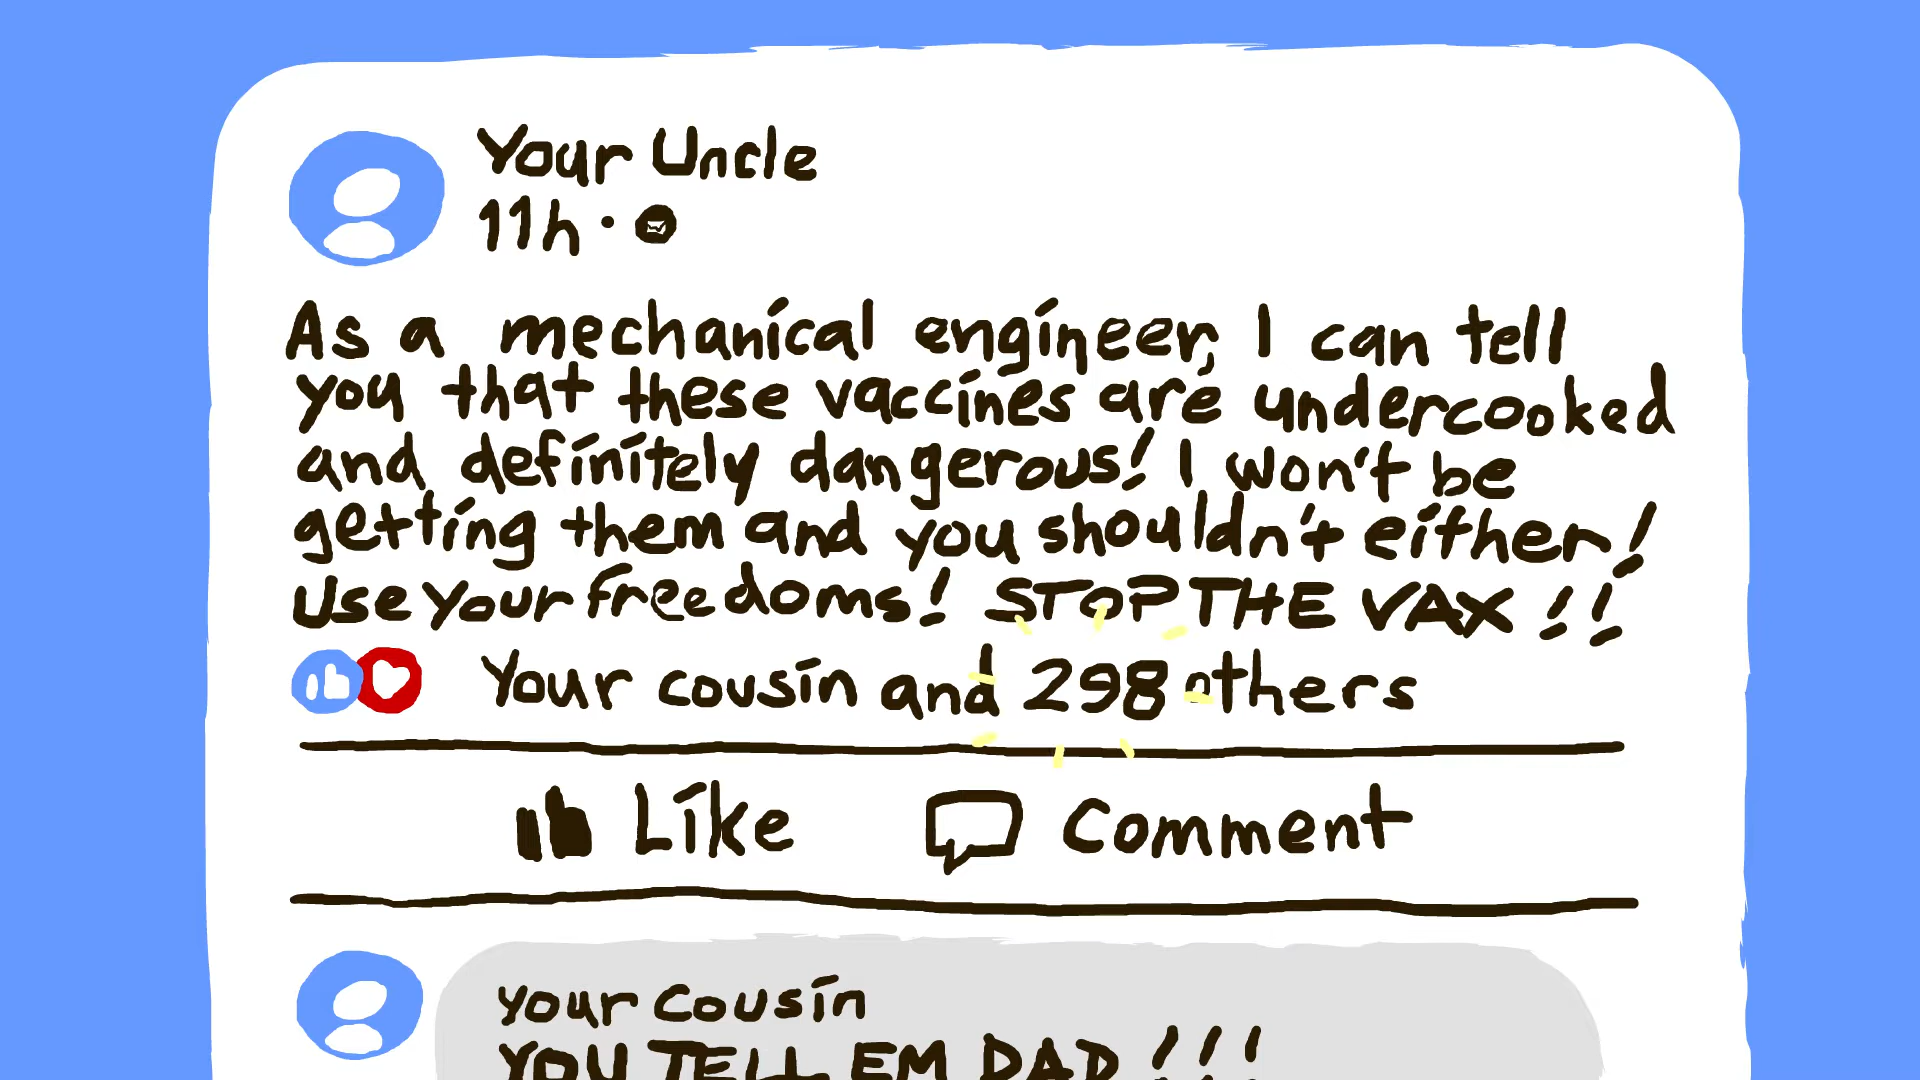 Your Uncle
11h ·
As a mechanical engineer, I can tell
you that these vaccines are undercooked
and definitely dangerous! I won't be
getting them and you shouldn't either!
Use your freedoms! STOP THE VAX !!
Your cousin and 298 others
Like Comment
Your Cousin
YOU TELL EM DAD !!!